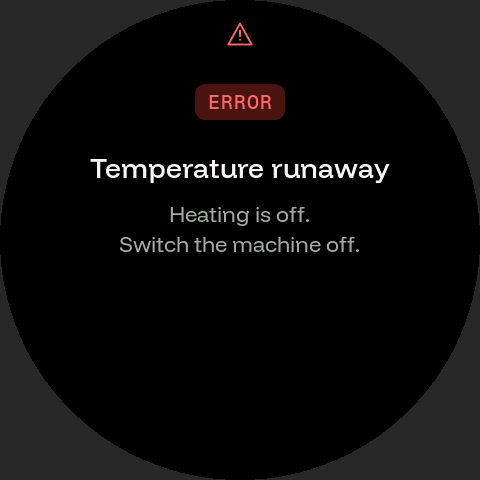 ERROR
Temperature runaway
Heating is off.
Switch the machine off.